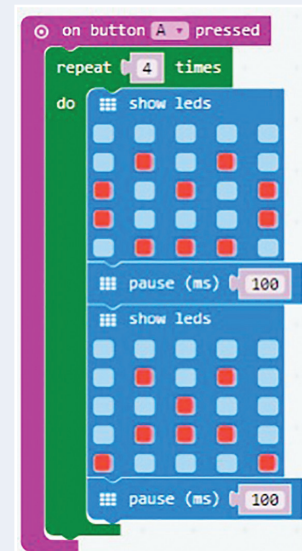 on button A pressed
repeat 4 times
do show leds
pause (ms) 100
show leds
pause (ms) 100